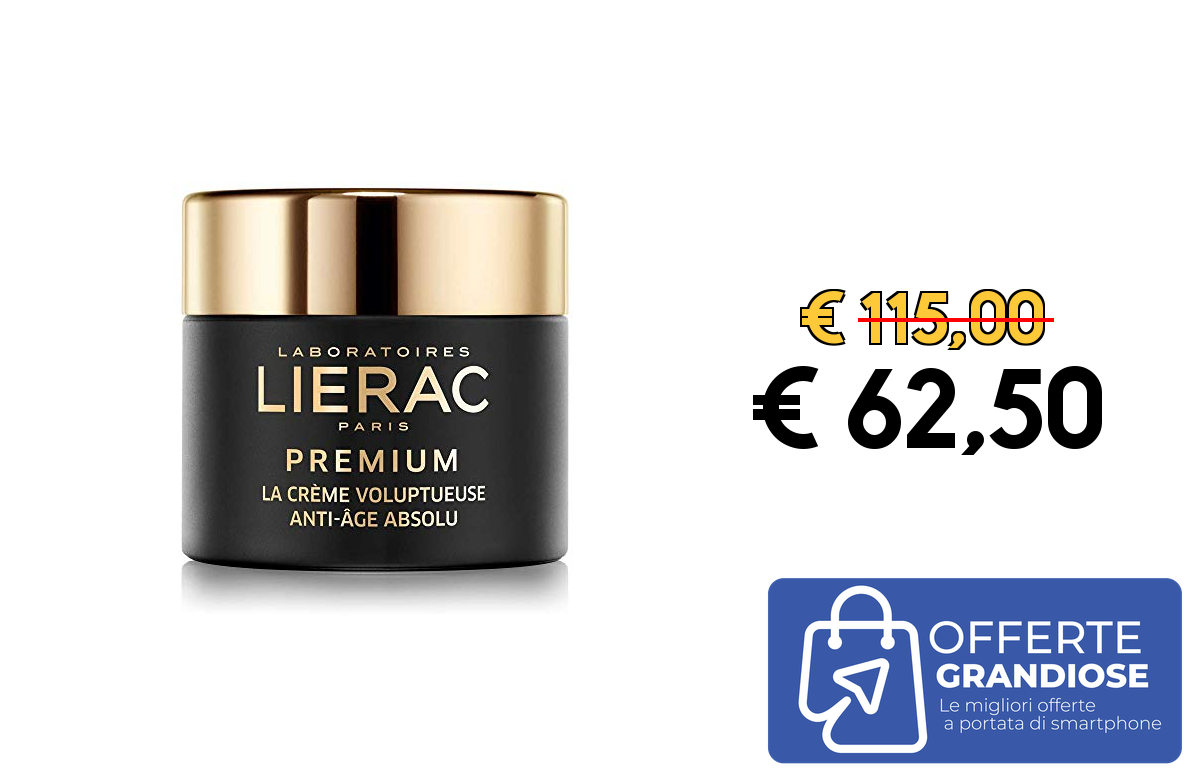 LABORATOIRES
LIERAC
PARIS
PREMIUM
LA CRÈME VOLUPTUEUSE
ANTI-ÂGE ABSOLU
€ 115,00
€ 62,50
OFFERTE
GRANDIOSE
Le migliori offerte
a portata di smartphone